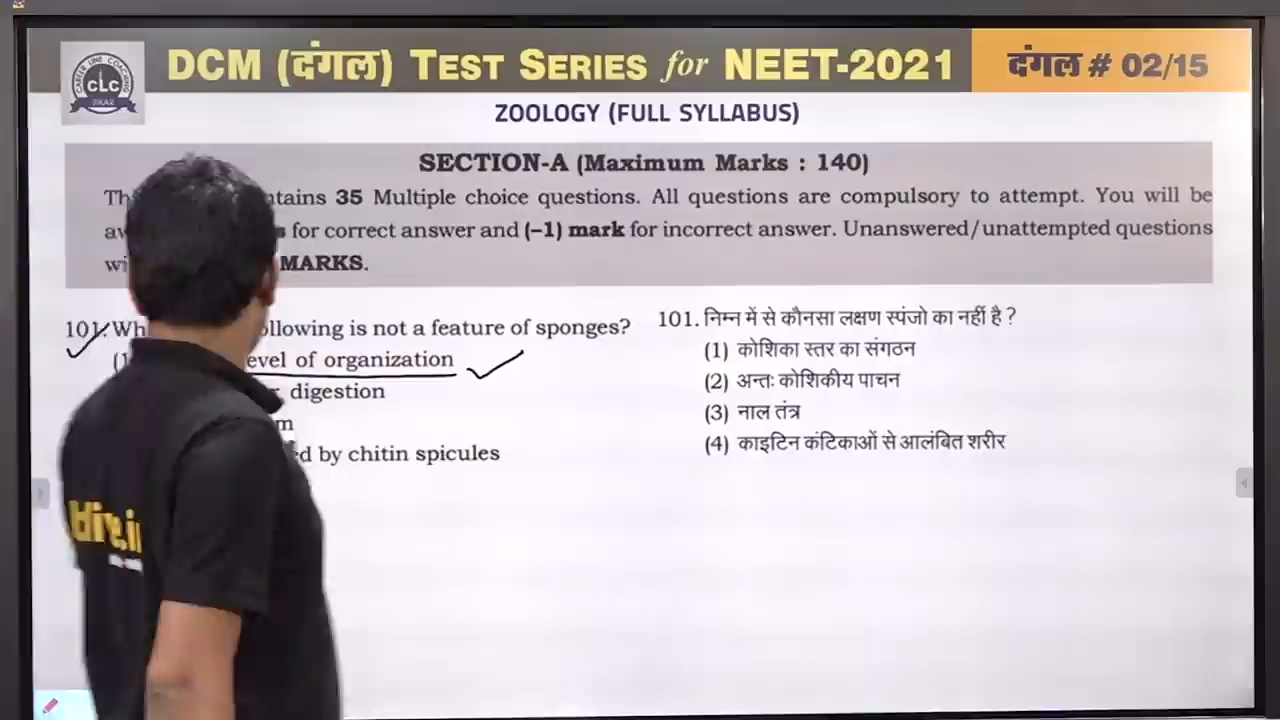 DCM (दंगल) TEST SERIES for NEET-2021
दंगल # 02/15
CLC
SIKAR
ZOOLOGY (FULL SYLLABUS)
SECTION-A (Maximum Marks : 140)
35 Multiple choice questions. All questions are compulsory to attempt. You will be
for correct answer and (–1) mark for incorrect answer. Unanswered/unattempted questions
MARKS.
101. is not a feature of sponges?
of organization
digestion
by chitin spicules
101. निम्न में से कौनसा लक्षण स्पंजो का नहीं है ?
(1) कोशिका स्तर का संगठन
(2) अन्तः कोशिकीय पाचन
(3) नाल तंत्र
(4) काइटिन कंटिकाओं से आलंबित शरीर